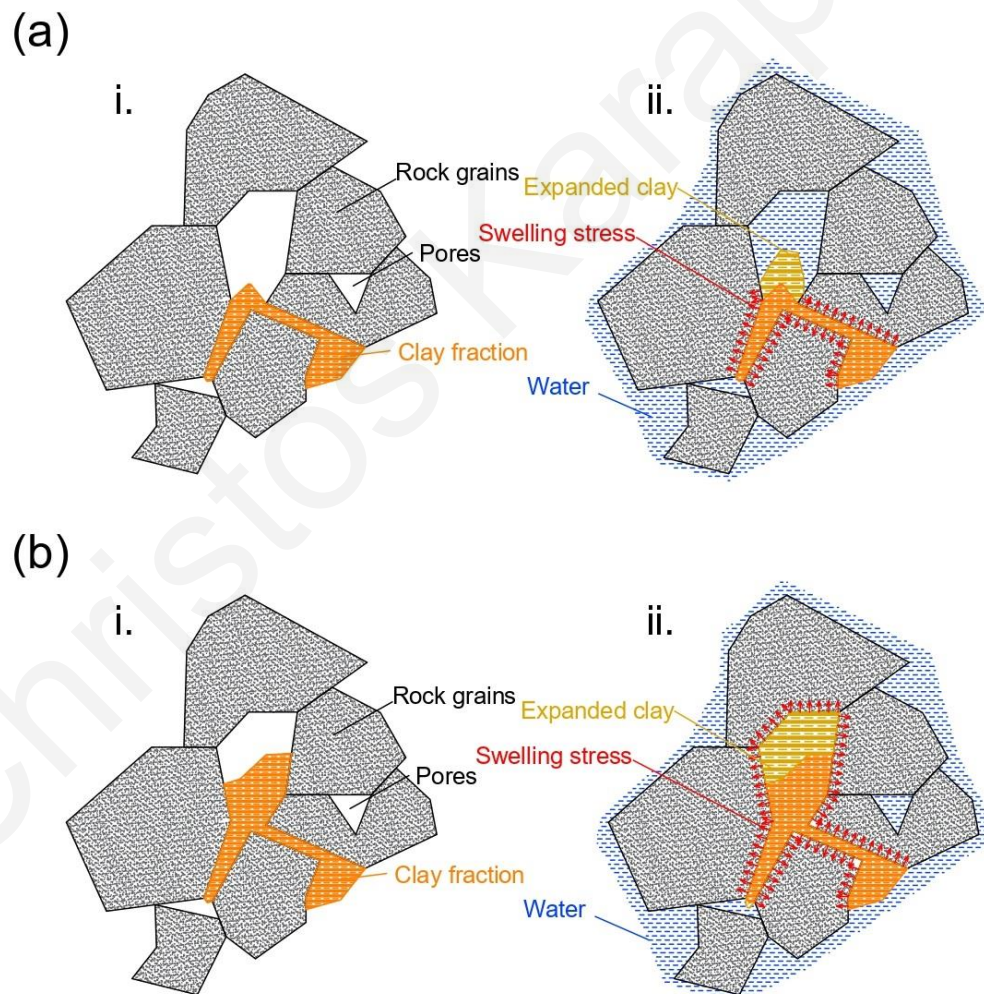 (a)
i.
ii.
Rock grains
Expanded clay
Swelling stress
Pores
Clay fraction
Water
(b)
i.
ii.
Rock grains
Expanded clay
Swelling stress
Pores
Clay fraction
Water
Christos Karap